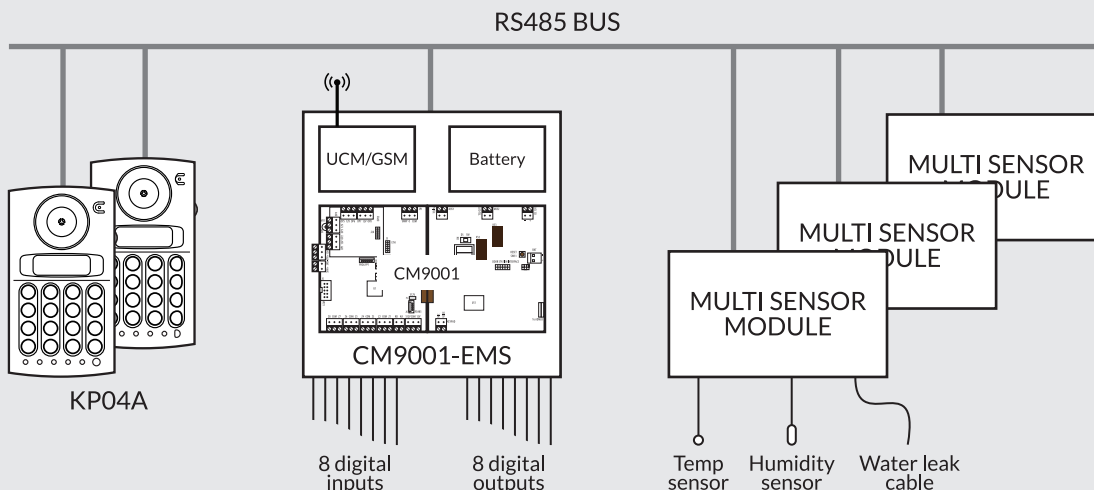 RS485 BUS
UCM/GSM
Battery
CM9001
CM9001-EMS
KP04A
8 digital
inputs
8 digital
outputs
MULTI SENSOR
MODULE
MULTI SENSOR
MODULE
MULTI SENSOR
MODULE
Temp
sensor
Humidity
sensor
Water leak
cable